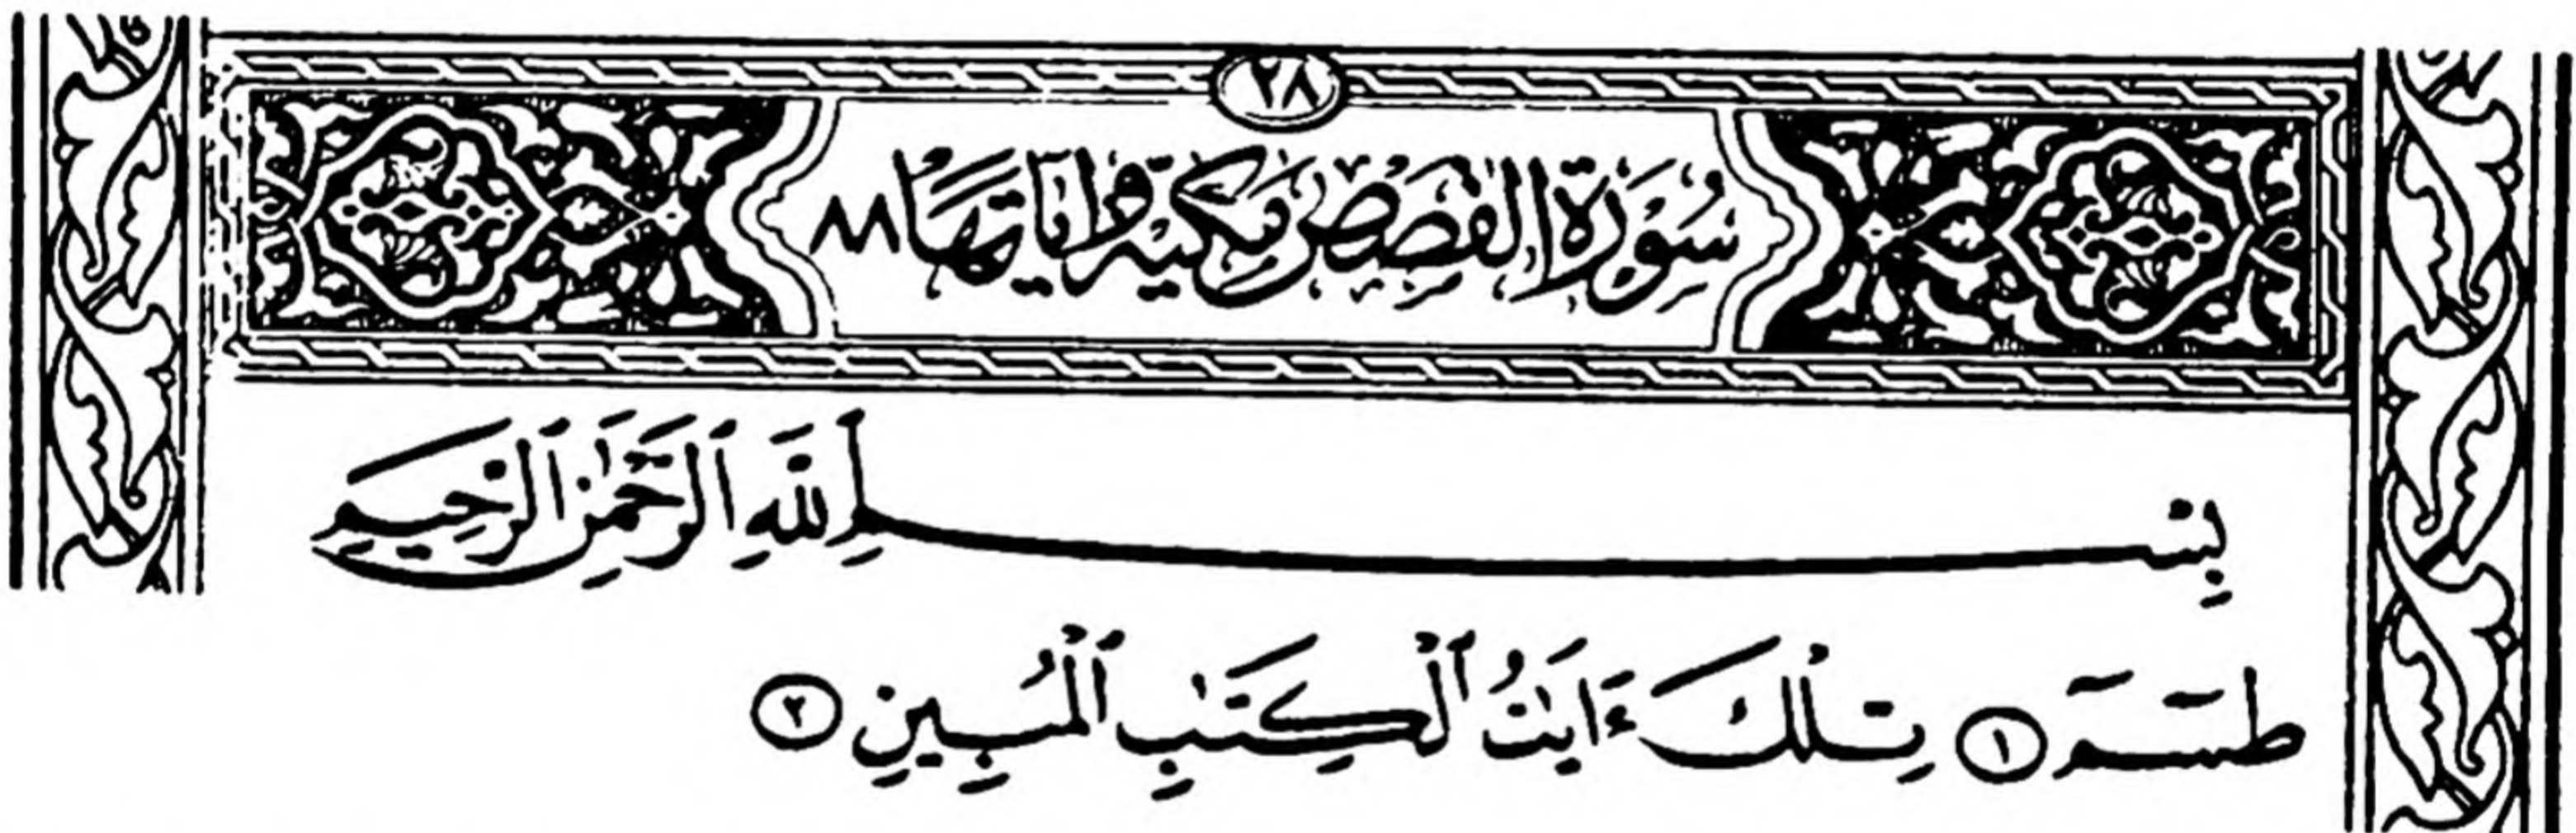 ٢٨
سُورَةُ القَصَصِ مَكِّيَّة وَآيَاتُهَا ٨٨
بِسْمِ ٱللَّهِ ٱلرَّحْمَٰنِ ٱلرَّحِيمِ
طسٓمٓ ١ تِلْكَ ءَايَٰتُ ٱلْكِتَٰبِ ٱلْمُبِينِ ٢